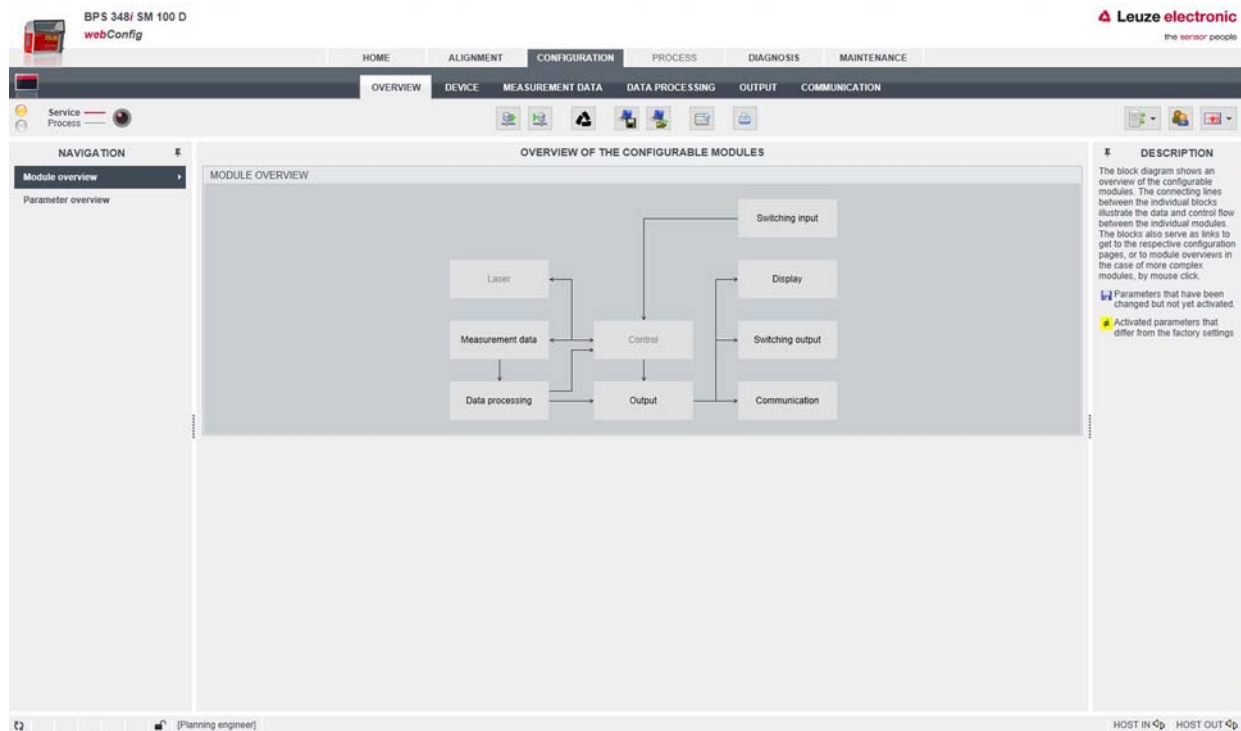 BPS 348i SM 100 D
webConfig
Leuze electronic
the sensor people
HOME ALIGNMENT CONFIGURATION PROCESS DIAGNOSIS MAINTENANCE
OVERVIEW DEVICE MEASUREMENT DATA DATA PROCESSING OUTPUT COMMUNICATION
Service
Process
NAVIGATION
Module overview
Parameter overview
OVERVIEW OF THE CONFIGURABLE MODULES
MODULE OVERVIEW
Switching input
Laser
Display
Measurement data
Control
Switching output
Data processing
Output
Communication
DESCRIPTION
The block diagram shows an
overview of the configurable
modules. The connecting lines
between the individual blocks
illustrate the data and control flow
between the individual modules.
The blocks also serve as links to
get to the respective configuration
pages, or to module overviews in
the case of more complex
modules, by mouse click.
Parameters that have been
changed but not yet activated.
Activated parameters that
differ from the factory settings
[Planning engineer]
HOST IN HOST OUT